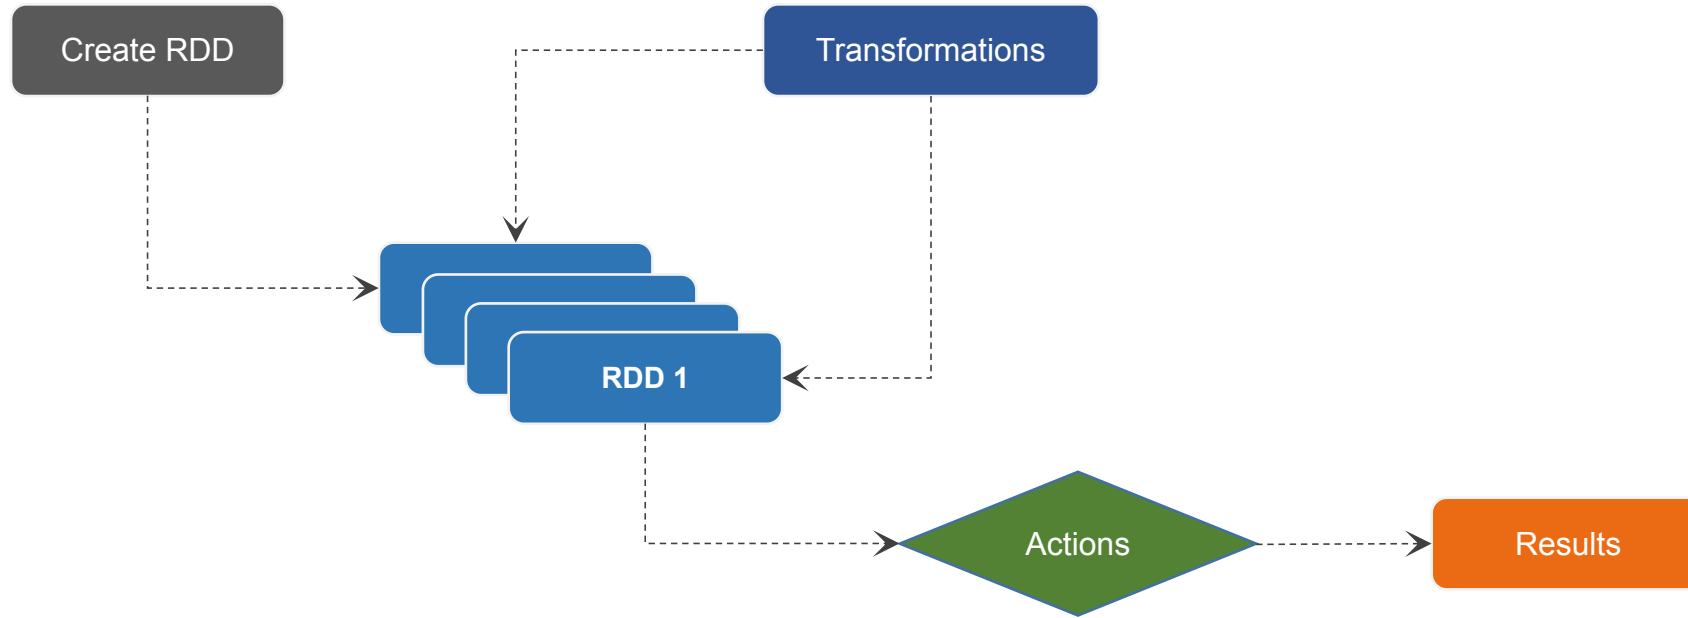 Create RDD
Transformations
RDD 1
Actions
Results